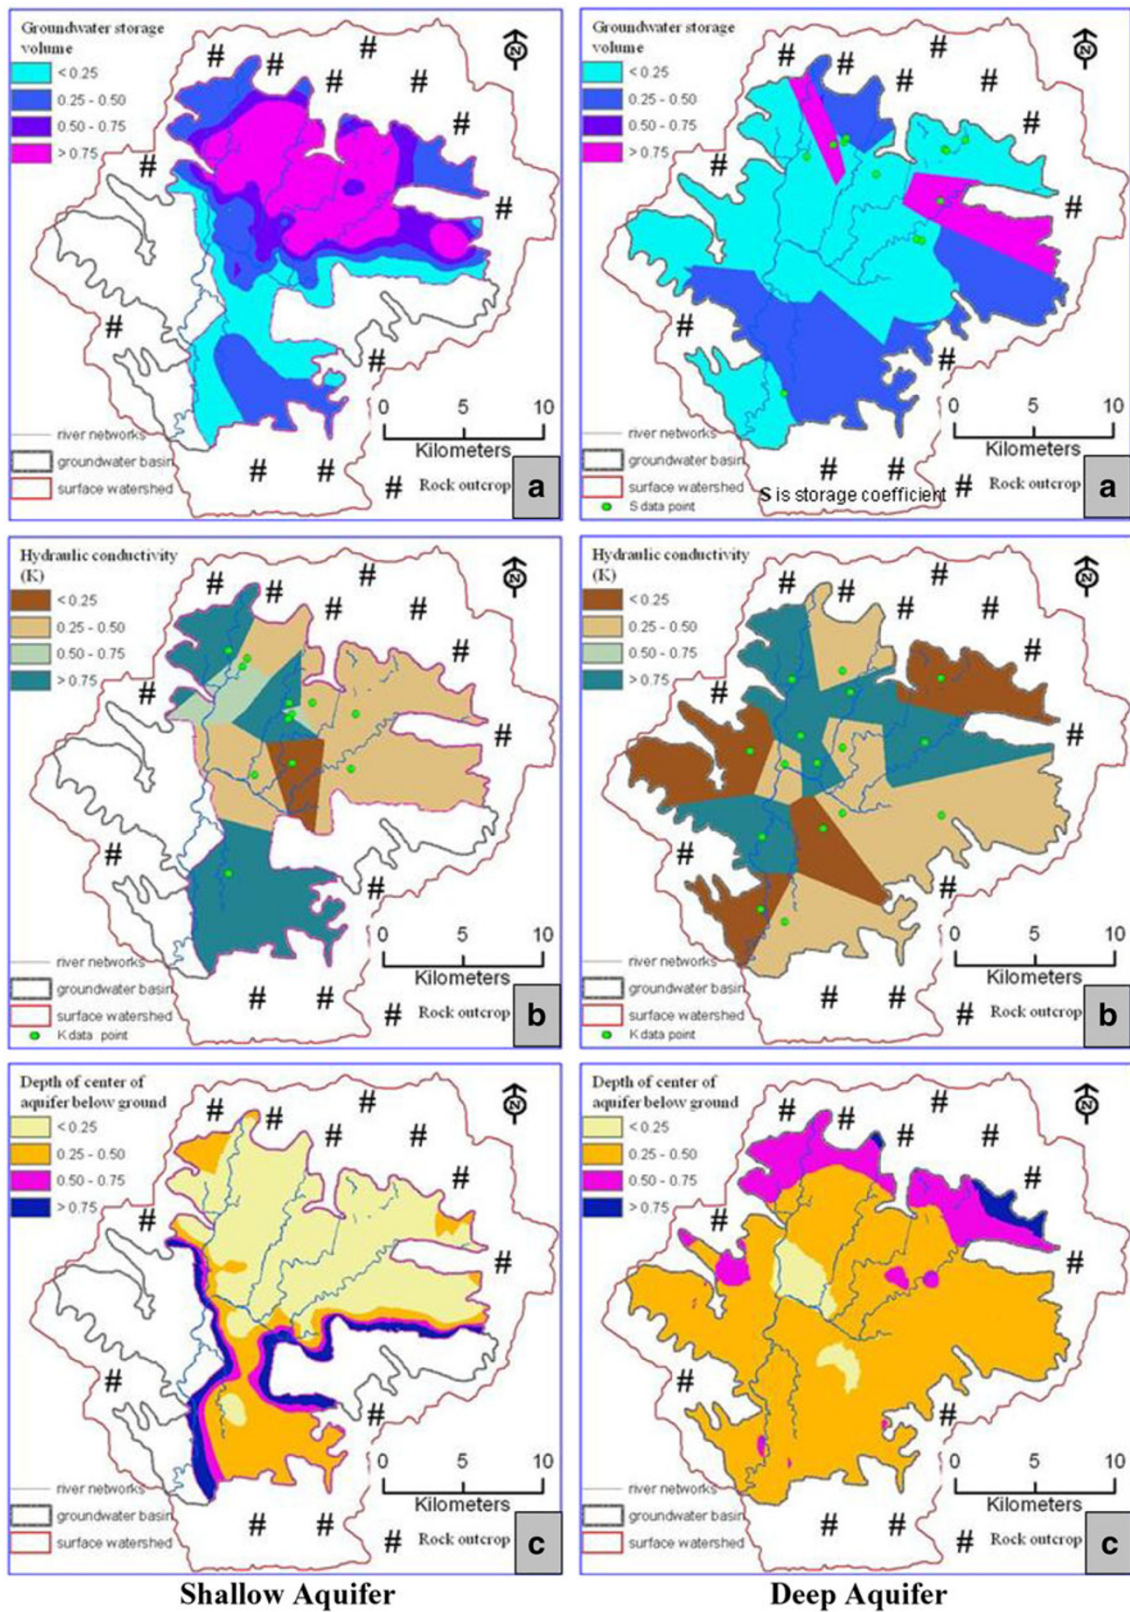 Groundwater storage
volume
< 0.25
0.25 - 0.50
0.50 - 0.75
> 0.75
# # # # # # # # # # # #
N
0 5 10
Kilometers
river networks
groundwater basin
surface watershed
# Rock outcrop
a
Groundwater storage
volume
< 0.25
0.25 - 0.50
0.50 - 0.75
> 0.75
# # # # # # # # # # # #
N
0 5 10
Kilometers
river networks
groundwater basin
surface watershed
S data point
# Rock outcrop
S is storage coefficient
a
Hydraulic conductivity
(K)
< 0.25
0.25 - 0.50
0.50 - 0.75
> 0.75
# # # # # # # # # # # #
N
0 5 10
Kilometers
river networks
groundwater basin
surface watershed
K data point
# Rock outcrop
b
Hydraulic conductivity
(K)
< 0.25
0.25 - 0.50
0.50 - 0.75
> 0.75
# # # # # # # # # # # #
N
0 5 10
Kilometers
river networks
groundwater basin
surface watershed
K data point
# Rock outcrop
b
Depth of center of
aquifer below ground
< 0.25
0.25 - 0.50
0.50 - 0.75
> 0.75
# # # # # # # # # # # #
N
0 5 10
Kilometers
river networks
groundwater basin
surface watershed
# Rock outcrop
c
Depth of center of
aquifer below ground
< 0.25
0.25 - 0.50
0.50 - 0.75
> 0.75
# # # # # # # # # # # #
N
0 5 10
Kilometers
river networks
groundwater basin
surface watershed
# Rock outcrop
c
Shallow Aquifer
Deep Aquifer